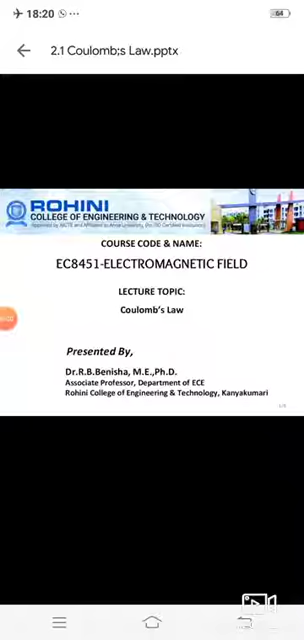 18:20
64
2.1 Coulomb;s Law.pptx
ROHINI
COLLEGE OF ENGINEERING & TECHNOLOGY
COURSE CODE & NAME:
EC8451-ELECTROMAGNETIC FIELD
LECTURE TOPIC:
Coulomb's Law
Presented By,
Dr.R.B.Benisha, M.E.,Ph.D.
Associate Professor, Department of ECE
Rohini College of Engineering & Technology, Kanyakumari